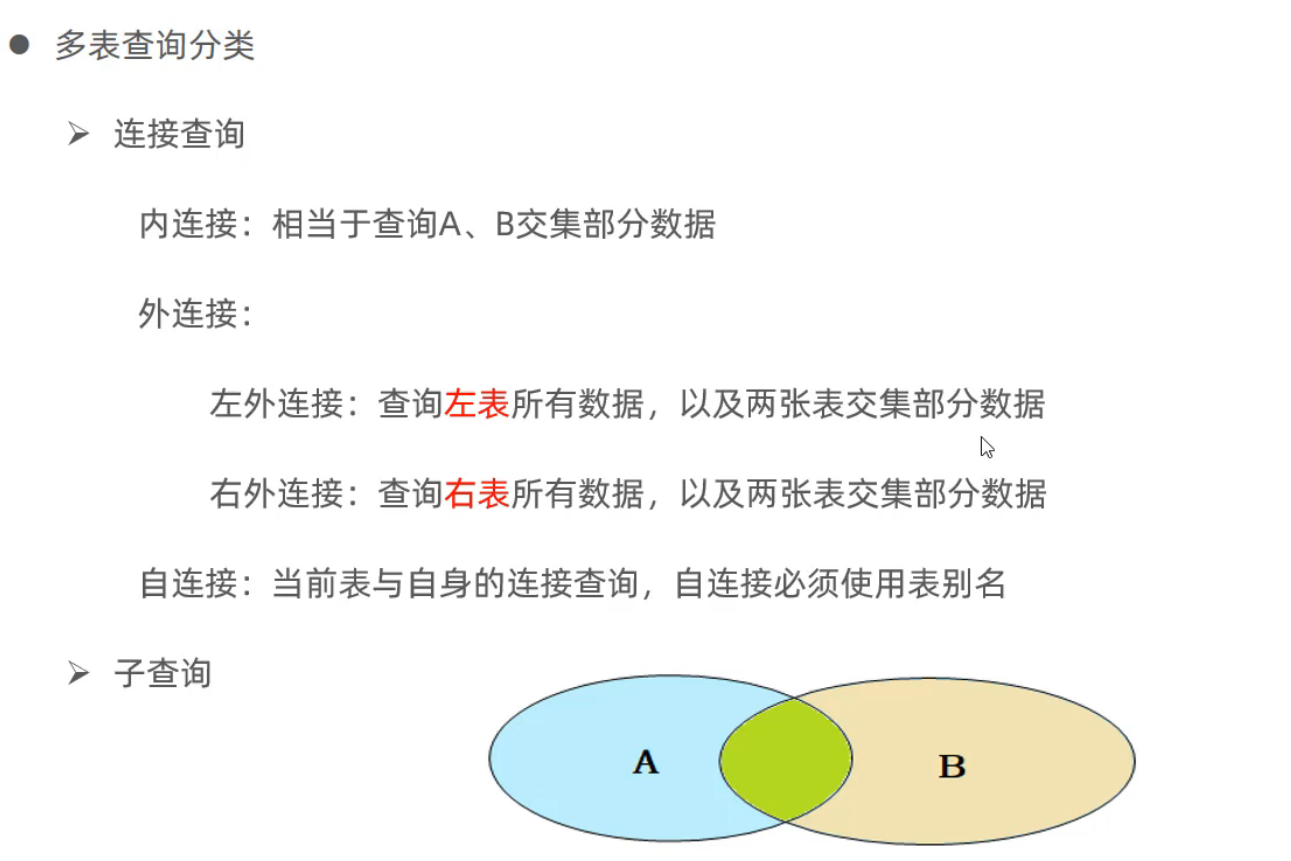 多表查询分类
连接查询
内连接：相当于查询A、B交集部分数据
外连接：
左外连接：查询左表所有数据，以及两张表交集部分数据
右外连接：查询右表所有数据，以及两张表交集部分数据
自连接：当前表与自身的连接查询，自连接必须使用表别名
子查询
A
B